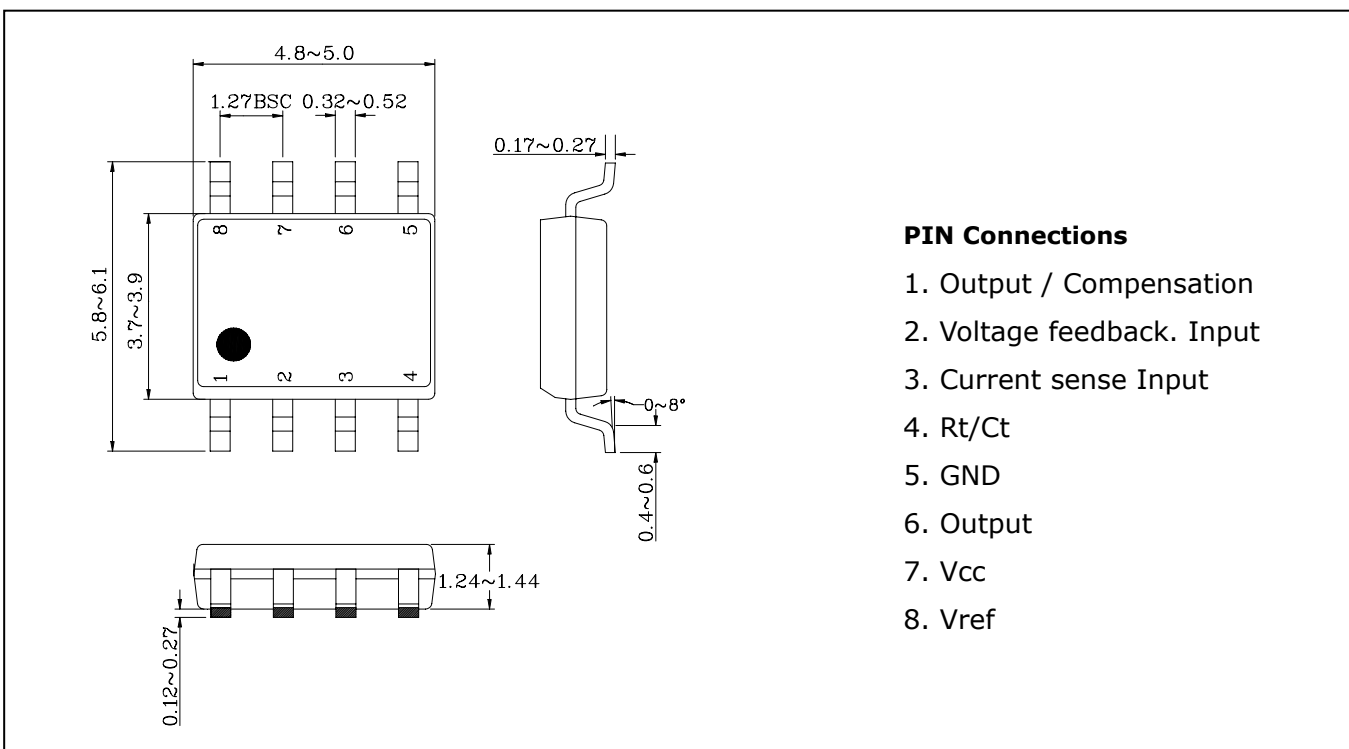 4.8~5.0
1.27BSC 0.32~0.52
8 7 6 5
5.8~6.1
3.7~3.9
1 2 3 4
0.17~0.27
0~8°
0.4~0.6
1.24~1.44
0.12~0.27
PIN Connections
1. Output / Compensation
2. Voltage feedback. Input
3. Current sense Input
4. Rt/Ct
5. GND
6. Output
7. Vcc
8. Vref